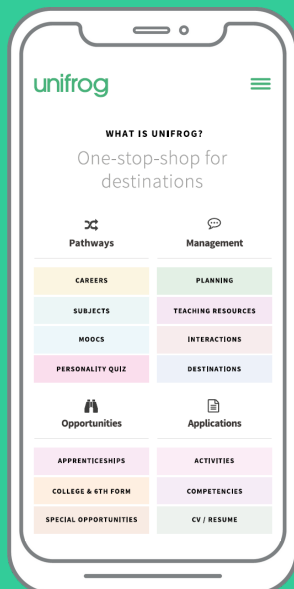 unifrog
WHAT IS UNIFROG?
One-stop-shop for
destinations
Pathways
CAREERS
SUBJECTS
MOOCS
PERSONALITY QUIZ
Management
PLANNING
TEACHING RESOURCES
INTERACTIONS
DESTINATIONS
Opportunities
APPRENTICESHIPS
COLLEGE & 6TH FORM
SPECIAL OPPORTUNITIES
Applications
ACTIVITIES
COMPETENCIES
CV / RESUME